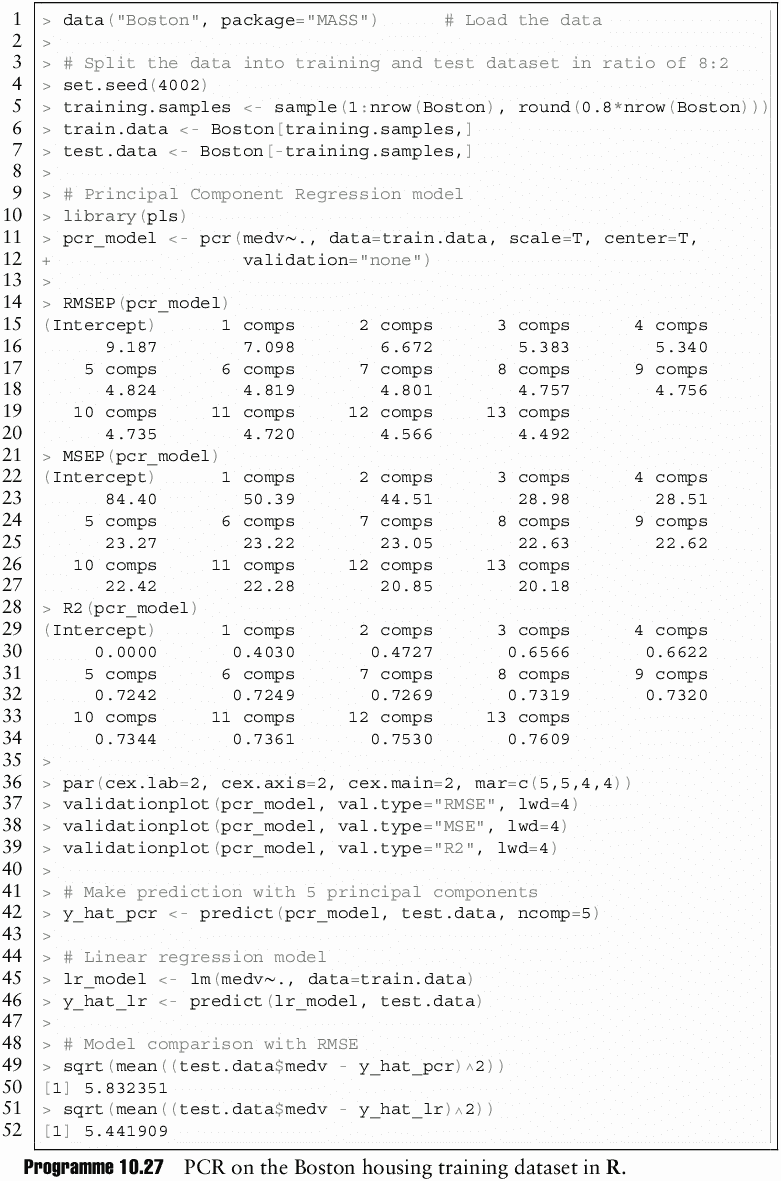 1 > data("Boston", package="MASS") # Load the data
2 >
3 > # Split the data into training and test dataset in ratio of 8:2
4 > set.seed(4002)
5 > training.samples <- sample(1:nrow(Boston), round(0.8*nrow(Boston)))
6 > train.data <- Boston[training.samples,]
7 > test.data <- Boston[-training.samples,]
8 >
9 > # Principal Component Regression model
10 > library(pls)
11 > pcr_model <- pcr(medv~., data=train.data, scale=T, center=T,
12 + validation="none")
13 >
14 > RMSEP(pcr_model)
15 (Intercept) 1 comps 2 comps 3 comps 4 comps
16 9.187 7.098 6.672 5.383 5.340
17 5 comps 6 comps 7 comps 8 comps 9 comps
18 4.824 4.819 4.801 4.757 4.756
19 10 comps 11 comps 12 comps 13 comps
20 4.735 4.720 4.566 4.492
21 > MSEP(pcr_model)
22 (Intercept) 1 comps 2 comps 3 comps 4 comps
23 84.40 50.39 44.51 28.98 28.51
24 5 comps 6 comps 7 comps 8 comps 9 comps
25 23.27 23.22 23.05 22.63 22.62
26 10 comps 11 comps 12 comps 13 comps
27 22.42 22.28 20.85 20.18
28 > R2(pcr_model)
29 (Intercept) 1 comps 2 comps 3 comps 4 comps
30 0.0000 0.4030 0.4727 0.6566 0.6622
31 5 comps 6 comps 7 comps 8 comps 9 comps
32 0.7242 0.7249 0.7269 0.7319 0.7320
33 10 comps 11 comps 12 comps 13 comps
34 0.7344 0.7361 0.7530 0.7609
35 >
36 > par(cex.lab=2, cex.axis=2, cex.main=2, mar=c(5,5,4,4))
37 > validationplot(pcr_model, val.type="RMSE", lwd=4)
38 > validationplot(pcr_model, val.type="MSE", lwd=4)
39 > validationplot(pcr_model, val.type="R2", lwd=4)
40 >
41 > # Make prediction with 5 principal components
42 > y_hat_pcr <- predict(pcr_model, test.data, ncomp=5)
43 >
44 > # Linear regression model
45 > lr_model <- lm(medv~., data=train.data)
46 > y_hat_lr <- predict(lr_model, test.data)
47 >
48 > # Model comparison with RMSE
49 > sqrt(mean((test.data$medv - y_hat_pcr)^2))
50 [1] 5.832351
51 > sqrt(mean((test.data$medv - y_hat_lr)^2))
52 [1] 5.441909
Programme 10.27 PCR on the Boston housing training dataset in R.